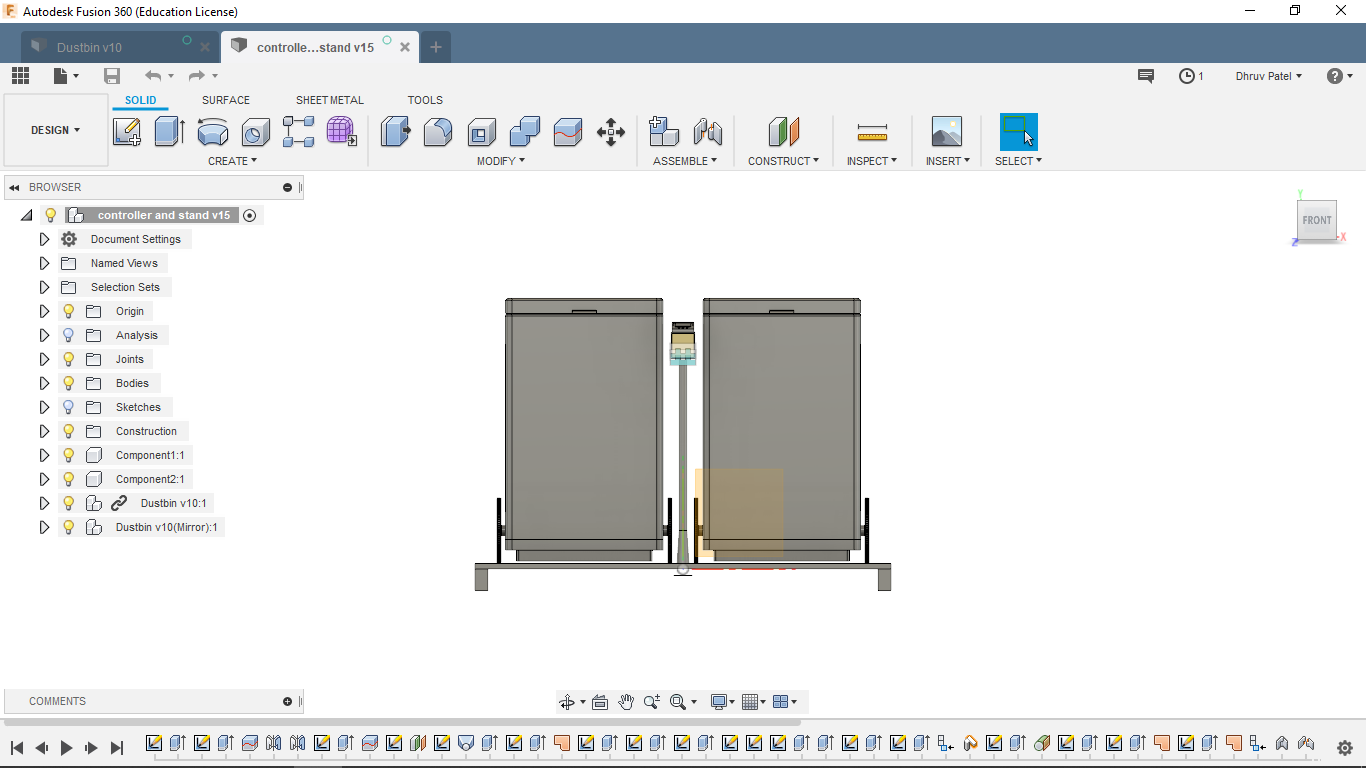 Autodesk Fusion 360 (Education License)
Dustbin v10
controlle...stand v15
1
Dhruv Patel
DESIGN
SOLID
SURFACE
SHEET METAL
TOOLS
CREATE
MODIFY
ASSEMBLE
CONSTRUCT
INSPECT
INSERT
SELECT
BROWSER
controller and stand v15
Document Settings
Named Views
Selection Sets
Origin
Analysis
Joints
Bodies
Sketches
Construction
Component1:1
Component2:1
Dustbin v10:1
Dustbin v10(Mirror):1
Y
FRONT
X
Z
COMMENTS